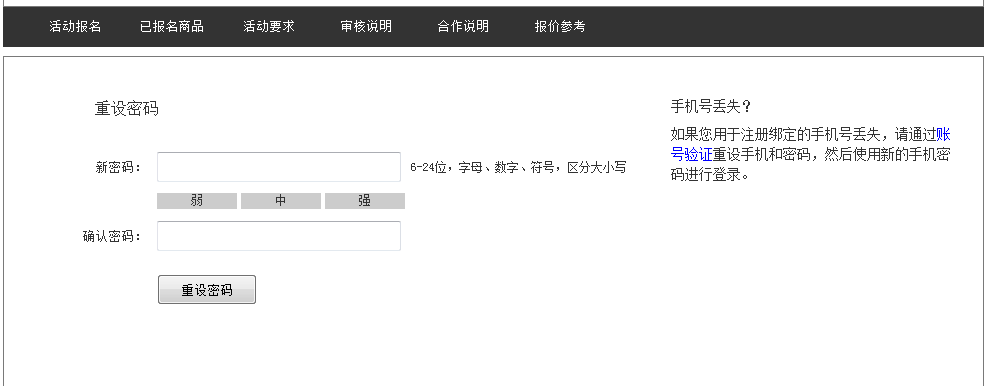 活动报名 已报名商品 活动要求 审核说明 合作说明 报价参考
重设密码
新密码： 6-24位，字母、数字、符号，区分大小写
弱 中 强
确认密码：
重设密码
手机号丢失？
如果您用于注册绑定的手机号丢失，请通过账
号验证重设手机和密码，然后使用新的手机密
码进行登录。